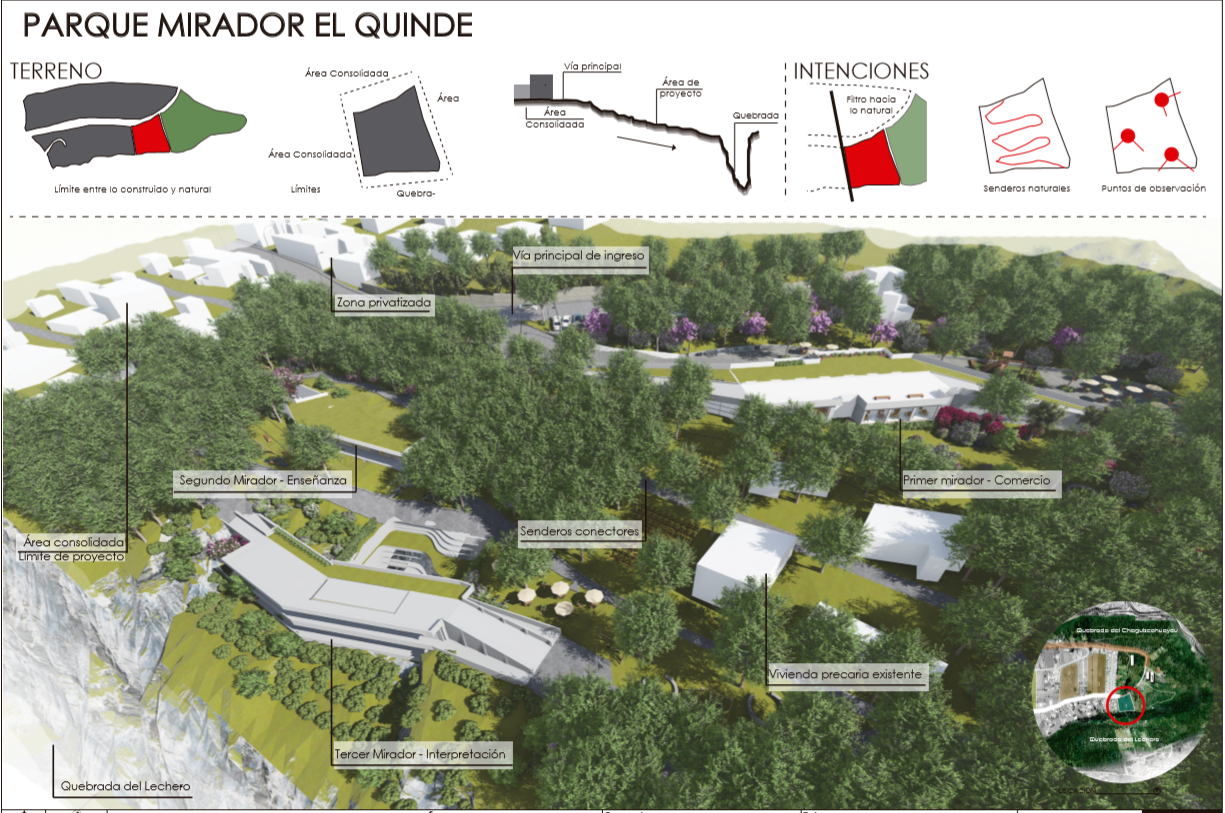 PARQUE MIRADOR EL QUINDE
TERRENO
Límite entre lo construido y natural
Área Consolidada
Área
Área Consolidada
Límites
Quebra-
Vía principal
Área de
proyecto
Área
Consolidada
Quebrada
INTENCIONES
Filtro hacia
lo natural
Senderos naturales
Puntos de observación
Vía principal de ingreso
Zona privatizada
Segundo Mirador - Enseñanza
Primer mirador - Comercio
Senderos conectores
Área consolidada
Límite de proyecto
Vivienda precaria existente
Tercer Mirador - Interpretación
Quebrada del Lechero
Quebrada del Lechero